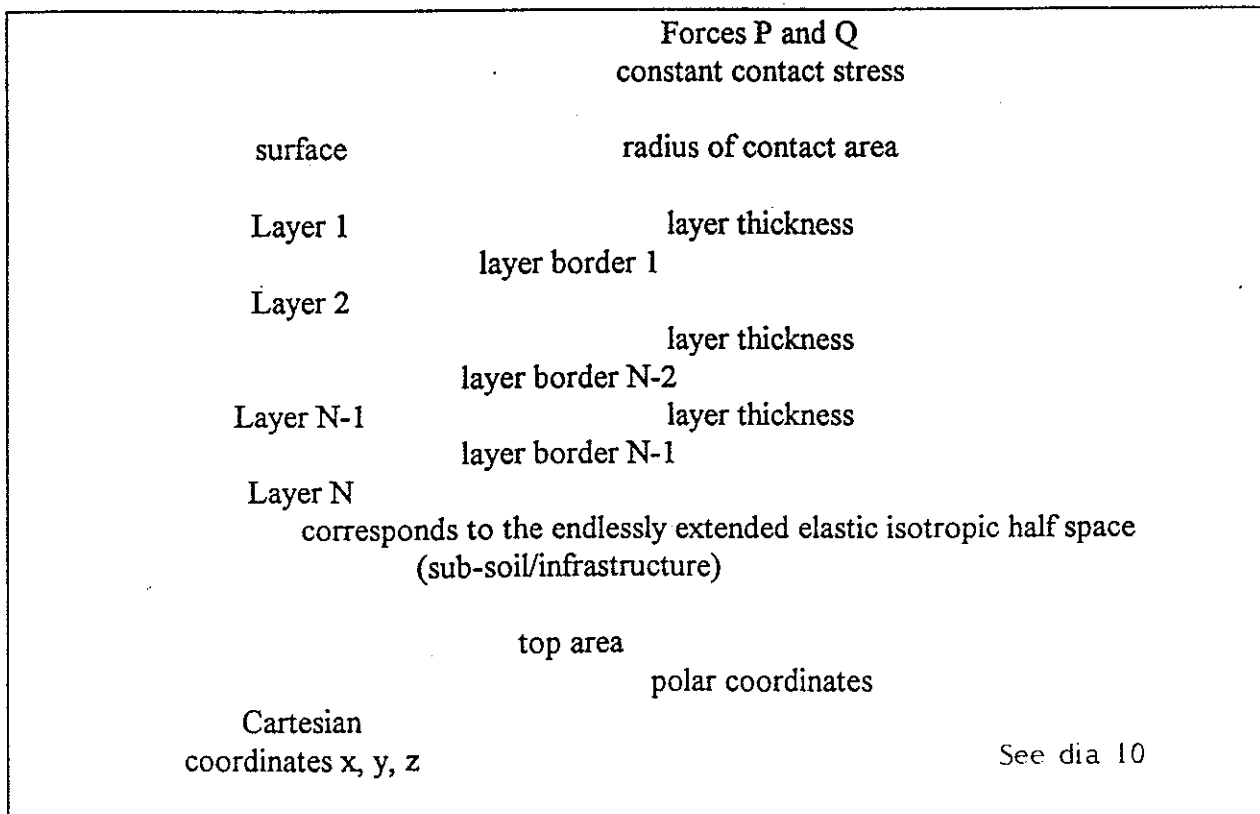 Forces P and Q
constant contact stress
surface radius of contact area
Layer 1 layer thickness
layer border 1
Layer 2
layer thickness
layer border N-2
Layer N-1 layer thickness
layer border N-1
Layer N
corresponds to the endlessly extended elastic isotropic half space
(sub-soil/infrastructure)
top area
polar coordinates
Cartesian
coordinates x, y, z See dia 10